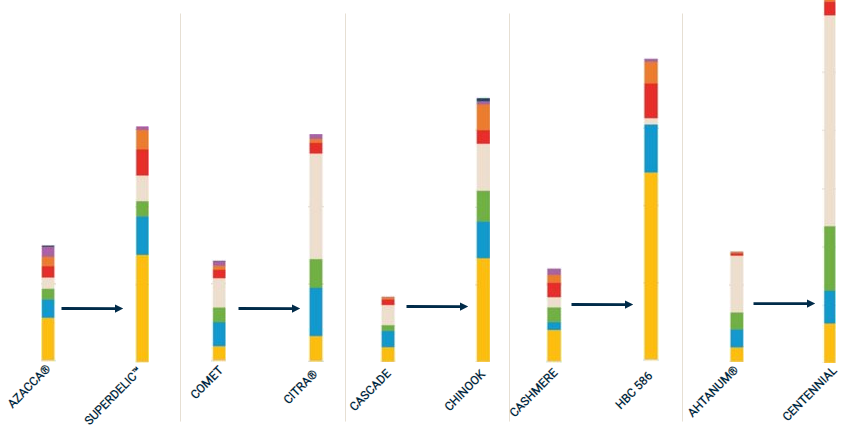 AZACCA®
SUPERDELIC™
COMET
CITRA®
CASCADE
CHINOOK
CASHMERE
HBC 586
AHTANUM®
CENTENNIAL